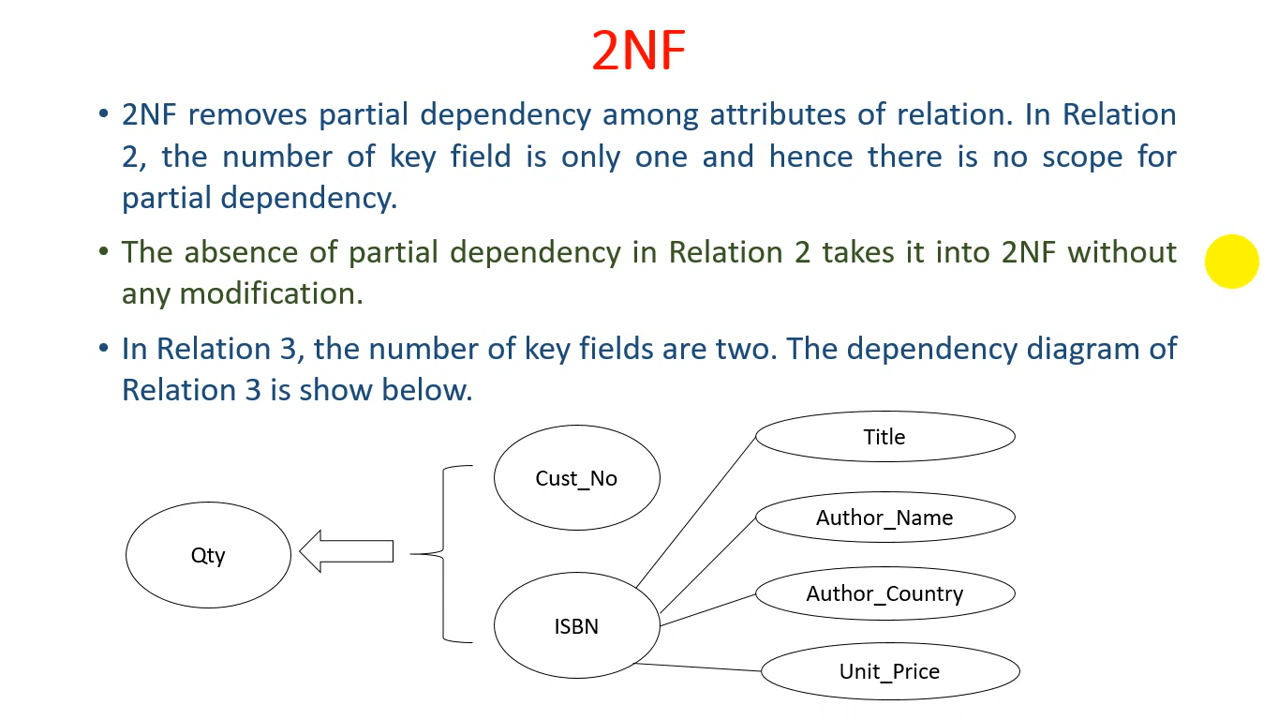 2NF
• 2NF removes partial dependency among attributes of relation. In Relation
2, the number of key field is only one and hence there is no scope for
partial dependency.
• The absence of partial dependency in Relation 2 takes it into 2NF without
any modification.
• In Relation 3, the number of key fields are two. The dependency diagram of
Relation 3 is show below.
Title
Cust_No
Author_Name
Qty
Author_Country
ISBN
Unit_Price